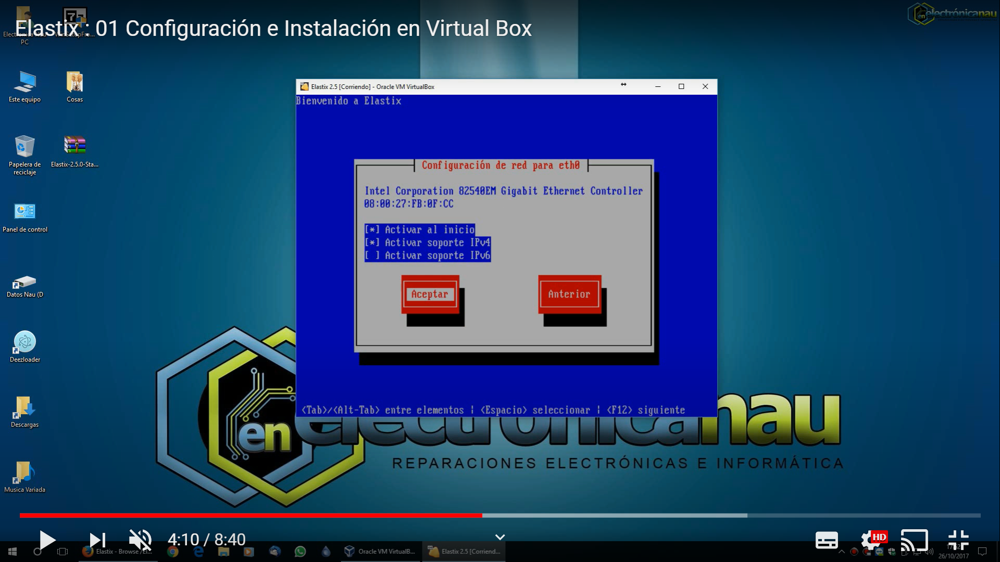 Elastix : 01 Configuración e Instalación en Virtual Box
electrónicanau
PC
Este equipo
Cosas
Papelera de
reciclaje
Elastix-2.5.0-Sta...
Panel de control
Datos Nau (D
Deezloader
Descargas
Musica Variada
Elastix 2.5 [Corriendo] - Oracle VM VirtualBox
Bienvenido a Elastix
Configuración de red para eth0
Intel Corporation 82540EM Gigabit Ethernet Controller
08:00:27:FB:0F:CC
[*] Activar al inicio
[*] Activar soporte IPv4
[ ] Activar soporte IPv6
Aceptar
Anterior
<Tab>/<Alt-Tab> entre elementos | <Espacio> seleccionar | <F12> siguiente
en
electrónicanau
REPARACIONES ELECTRÓNICAS E INFORMÁTICA
4:10 / 8:40
HD
Elastix - Browse /El...
Oracle VM VirtualB...
Elastix 2.5 [Corriend...
26/10/2017